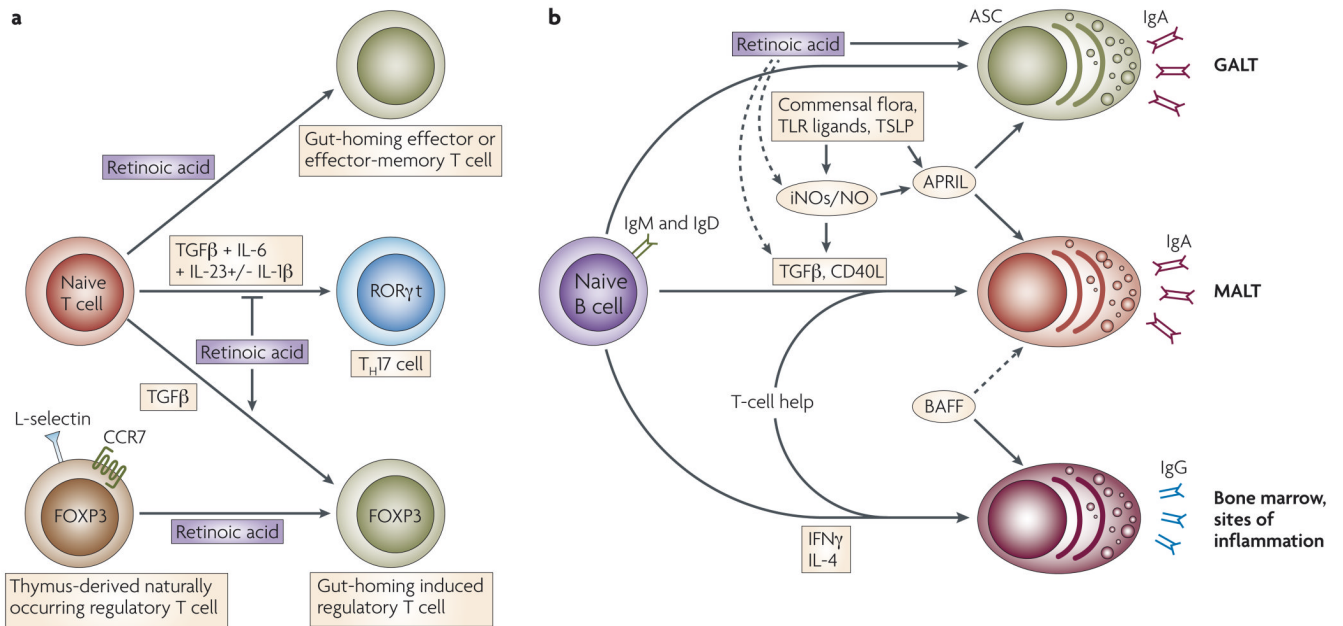 a
Gut-homing effector or
effector-memory T cell
Retinoic acid
TGFβ + IL-6
+ IL-23+/- IL-1β
Naive
T cell
RORγt
Retinoic acid
TH17 cell
TGFβ
L-selectin
CCR7
FOXP3
FOXP3
Retinoic acid
Thymus-derived naturally
occurring regulatory T cell
Gut-homing induced
regulatory T cell
b
ASC
IgA
Retinoic acid
GALT
Commensal flora,
TLR ligands, TSLP
iNOs/NO
APRIL
IgM and IgD
TGFβ, CD40L
IgA
Naive
B cell
MALT
T-cell help
BAFF
IgG
Bone marrow,
sites of
inflammation
IFNγ
IL-4